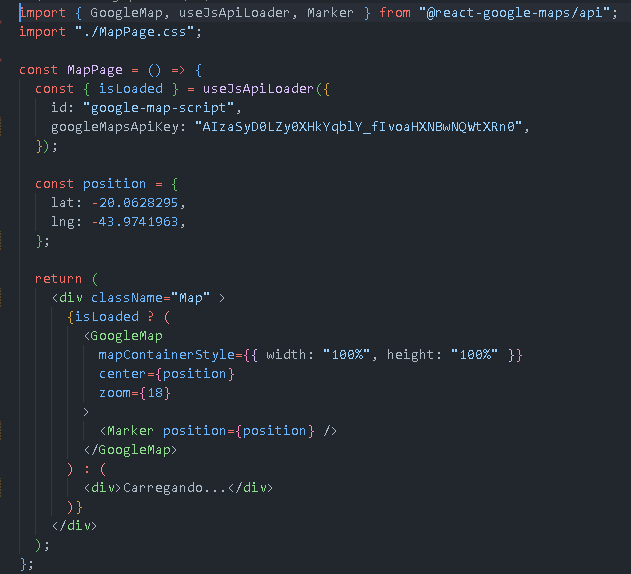 import { GoogleMap, useJsApiLoader, Marker } from "@react-google-maps/api";
import "./MapPage.css";

const MapPage = () => {
  const { isLoaded } = useJsApiLoader({
    id: "google-map-script",
    googleMapsApiKey: "AIzaSyD0LZy0XHkYqblY_fIvoaHXNBwNQWtXRn0",
  });

  const position = {
    lat: -20.0628295,
    lng: -43.9741963,
  };

  return (
    <div className="Map" >
      {isLoaded ? (
        <GoogleMap
          mapContainerStyle={{ width: "100%", height: "100%" }}
          center={position}
          zoom={18}
        >
          <Marker position={position} />
        </GoogleMap>
      ) : (
        <div>Carregando...</div>
      )}
    </div>
  );
};